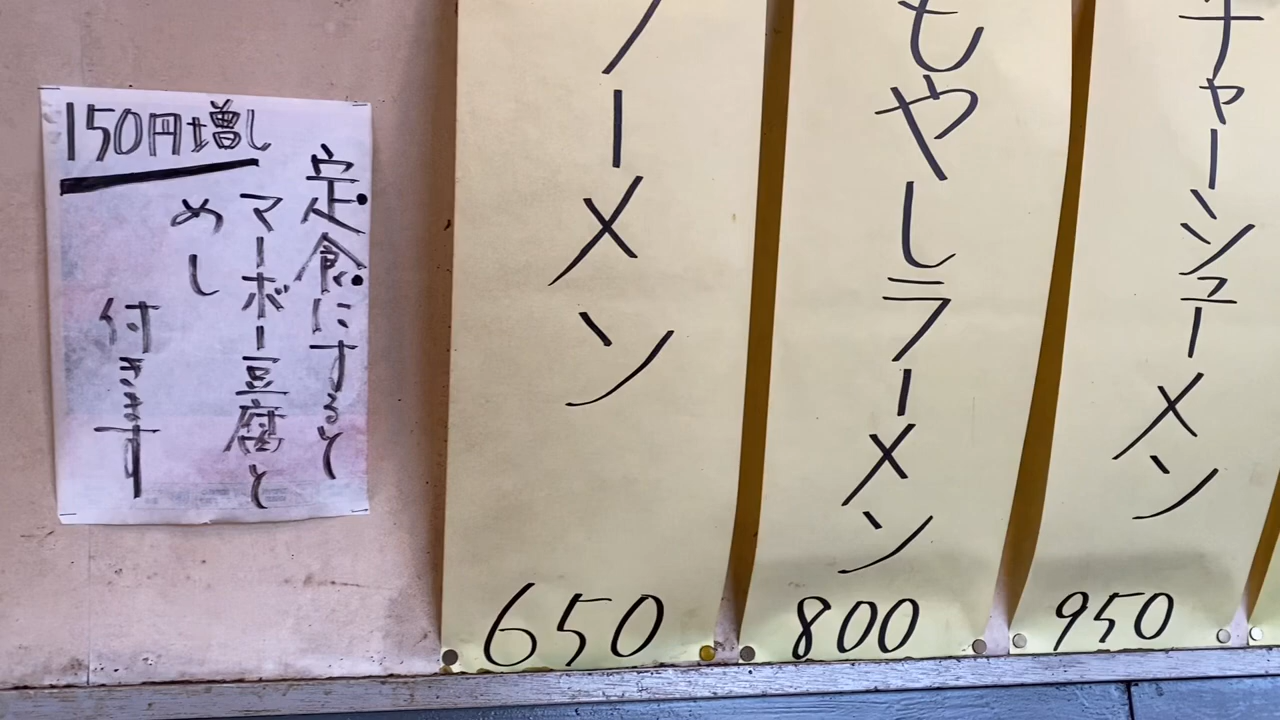 150円増し
定食にすると
マーボー豆腐と
めし
付きます
ラーメン
650
もやしラーメン
800
チャーシューメン
950